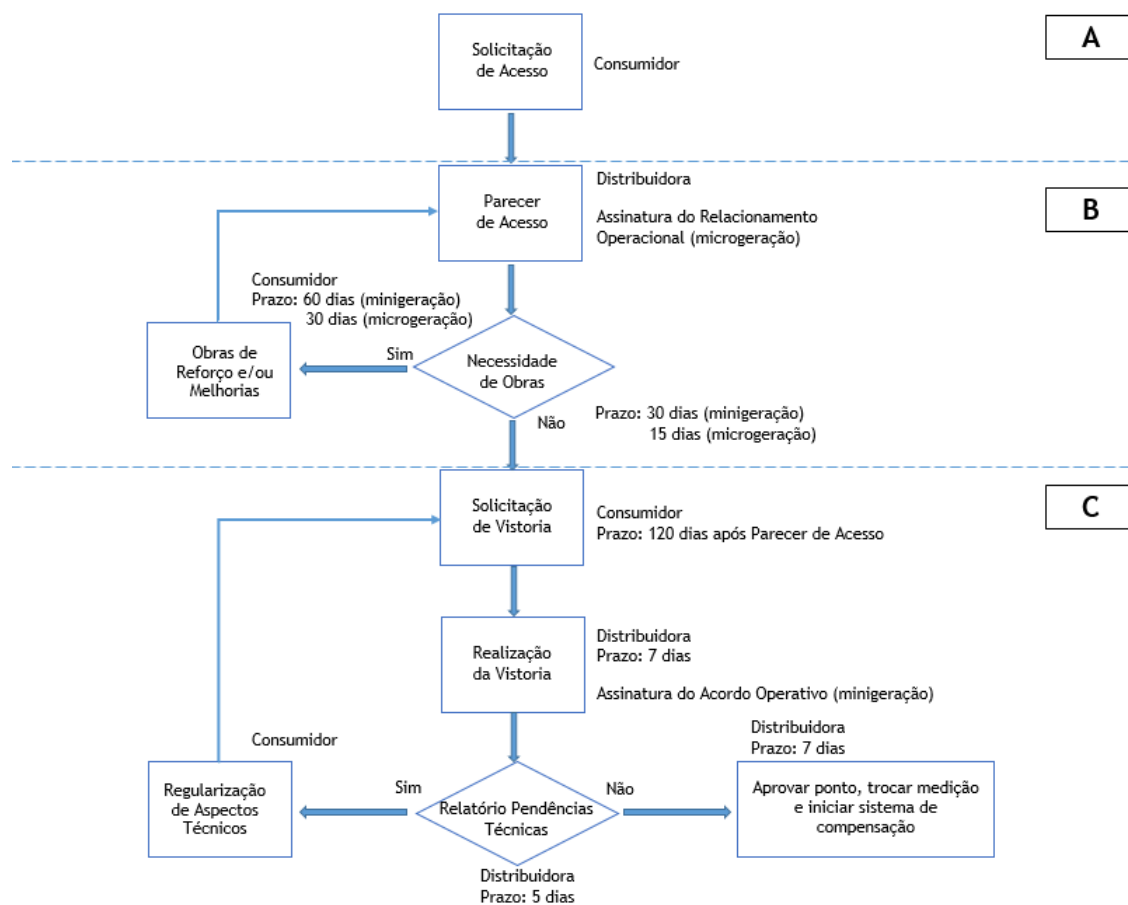 A
Solicitação
de Acesso
Consumidor
B
Parecer
de Acesso
Distribuidora
Assinatura do Relacionamento
Operacional (microgeração)
Consumidor
Prazo: 60 dias (minigeração)
30 dias (microgeração)
Obras de
Reforço e/ou
Melhorias
Sim
Necessidade
de Obras
Não
Prazo: 30 dias (minigeração)
15 dias (microgeração)
C
Solicitação
de Vistoria
Consumidor
Prazo: 120 dias após Parecer de Acesso
Realização
da Vistoria
Distribuidora
Prazo: 7 dias
Assinatura do Acordo Operativo (minigeração)
Consumidor
Regularização
de Aspectos
Técnicos
Sim
Relatório Pendências
Técnicas
Não
Distribuidora
Prazo: 7 dias
Aprovar ponto, trocar medição
e iniciar sistema de
compensação
Distribuidora
Prazo: 5 dias